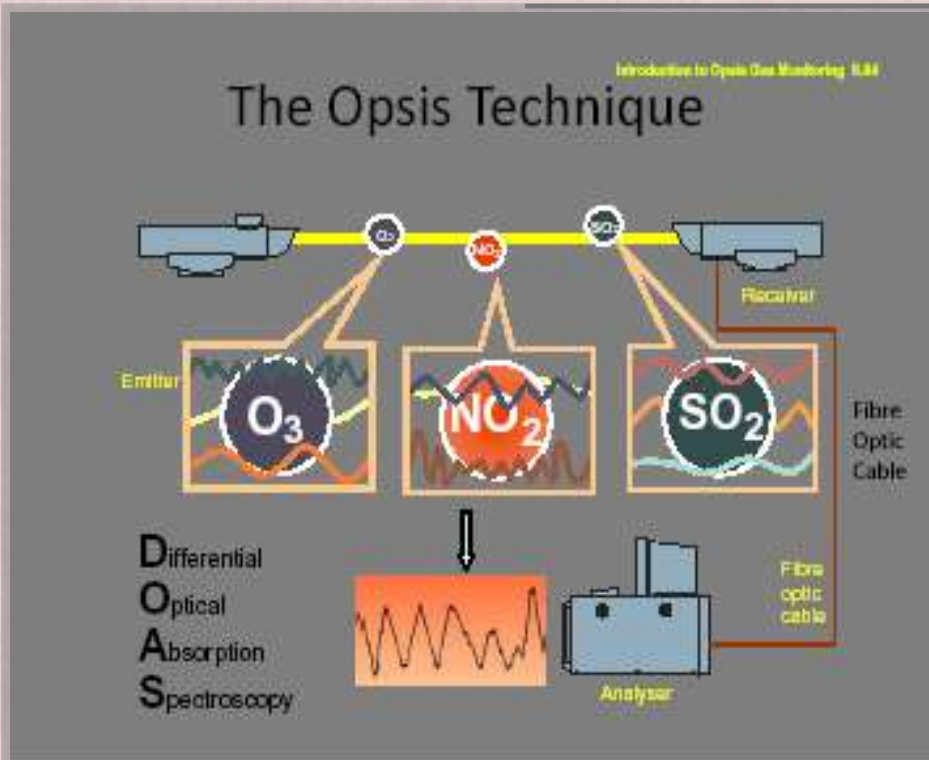 Introduction to Opsis Gas Monitoring
The Opsis Technique
O3
NO2
SO2
Receiver
Emitter
O3
NO2
SO2
Fibre
Optic
Cable
Differential
Optical
Absorption
Spectroscopy
Fibre
optic
cable
Analyser